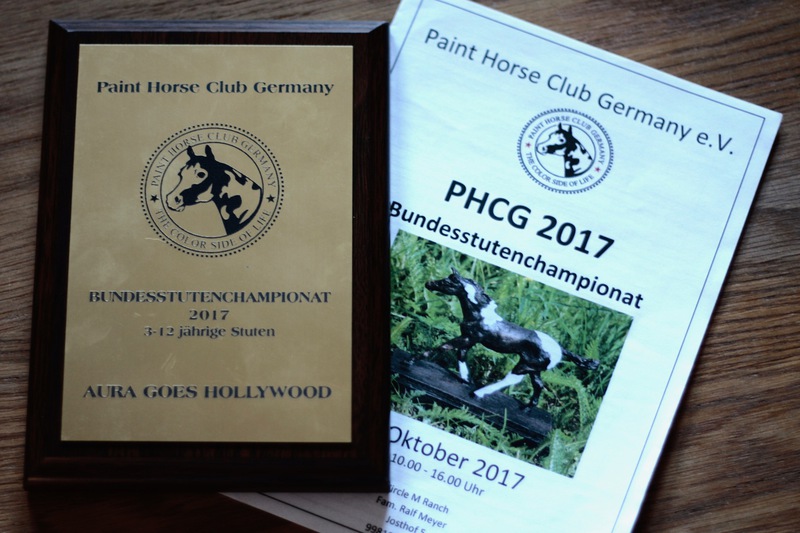 Paint Horse Club Germany
PAINT HORSE CLUB GERMANY
THE COLOR SIDE OF LIFE
BUNDESSTUTENCHAMPIONAT
2017
3-12 jährige Stuten
AURA GOES HOLLYWOOD
Paint Horse Club Germany e.V.
PAINT HORSE CLUB GERMANY
THE COLOR SIDE OF LIFE
PHCG 2017
Bundesstutenchampionat
Oktober 2017
10.00 - 16.00 Uhr
Circle M Ranch
Fam. Ralf Meyer
Josthof